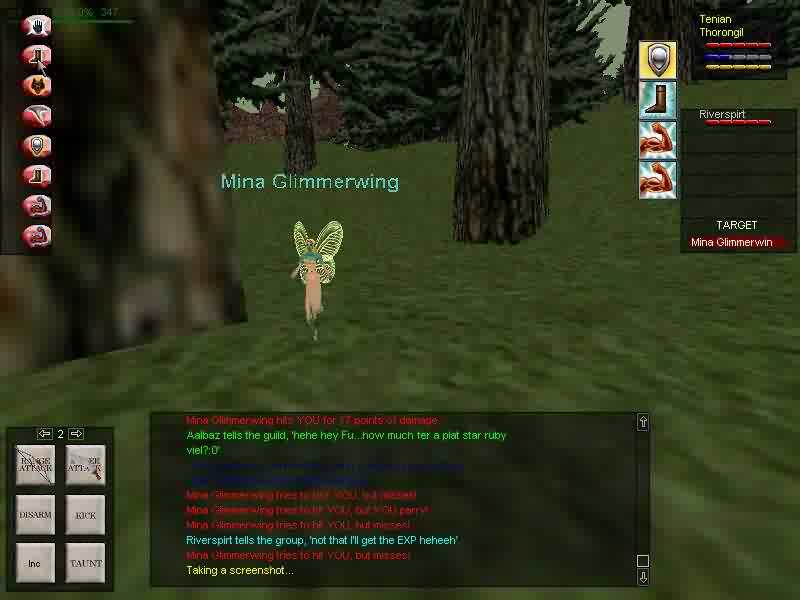 0% 347
Tenian
Thorongil
Riverspirt
Mina Glimmerwing
TARGET
Mina Glimmerwin
Mina Glimmerwing hits YOU for 17 points of damage.
Aalbaz tells the guild, 'hehe hey Fu...how much ter a plat star ruby
viel?:0'
Mina Glimmerwing tries to hit YOU, but misses!
Mina Glimmerwing tries to hit YOU, but YOU parry!
Mina Glimmerwing tries to hit YOU, but misses!
Riverspirt tells the group, 'not that I'll get the EXP heheeh'
Mina Glimmerwing tries to hit YOU, but misses!
Taking a screenshot...
2
RANGE
ATTACK
ATTACK
DISARM
KICK
Inc
TAUNT